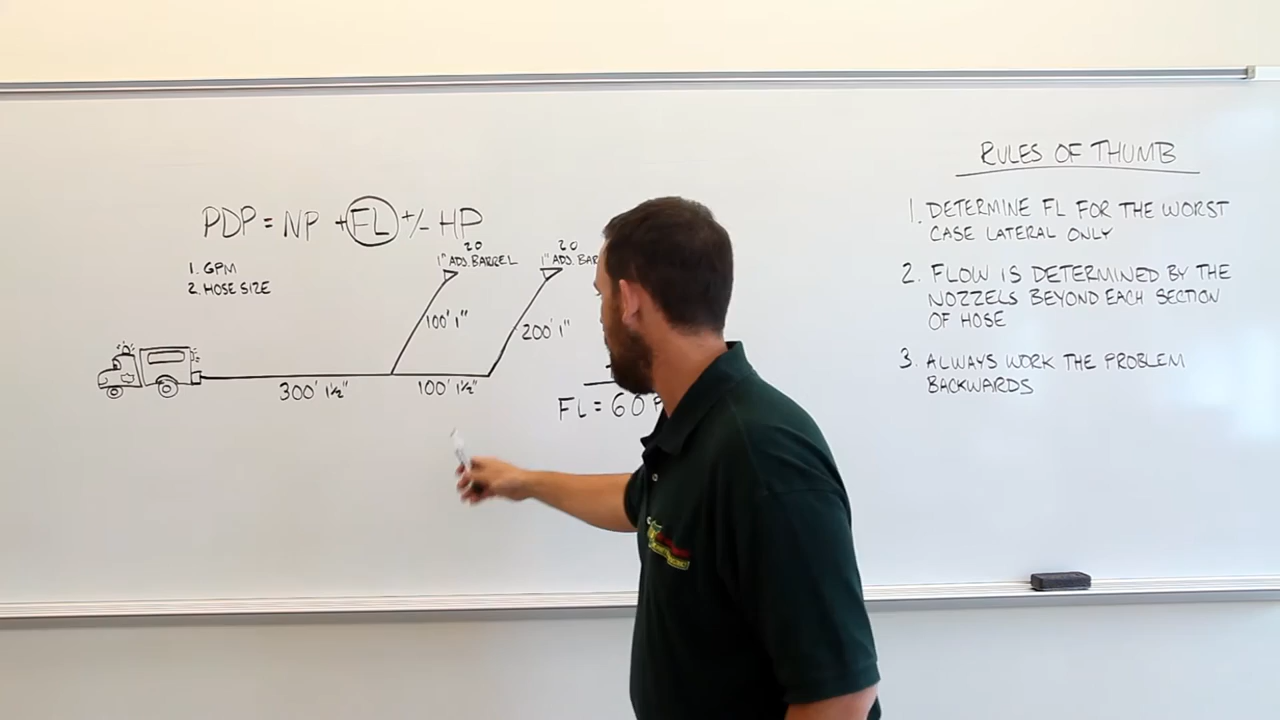 RULES OF THUMB
1. DETERMINE FL FOR THE WORST
CASE LATERAL ONLY
2. FLOW IS DETERMINED BY THE
NOZZELS BEYOND EACH SECTION
OF HOSE
3. ALWAYS WORK THE PROBLEM
BACKWARDS
PDP = NP + FL +/- HP
1. GPM
2. HOSE SIZE
20
1" ADJ. BARREL
20
1" ADJ. BAR
100' 1"
200' 1"
300' 1½"
100' 1½"
FL = 60 P